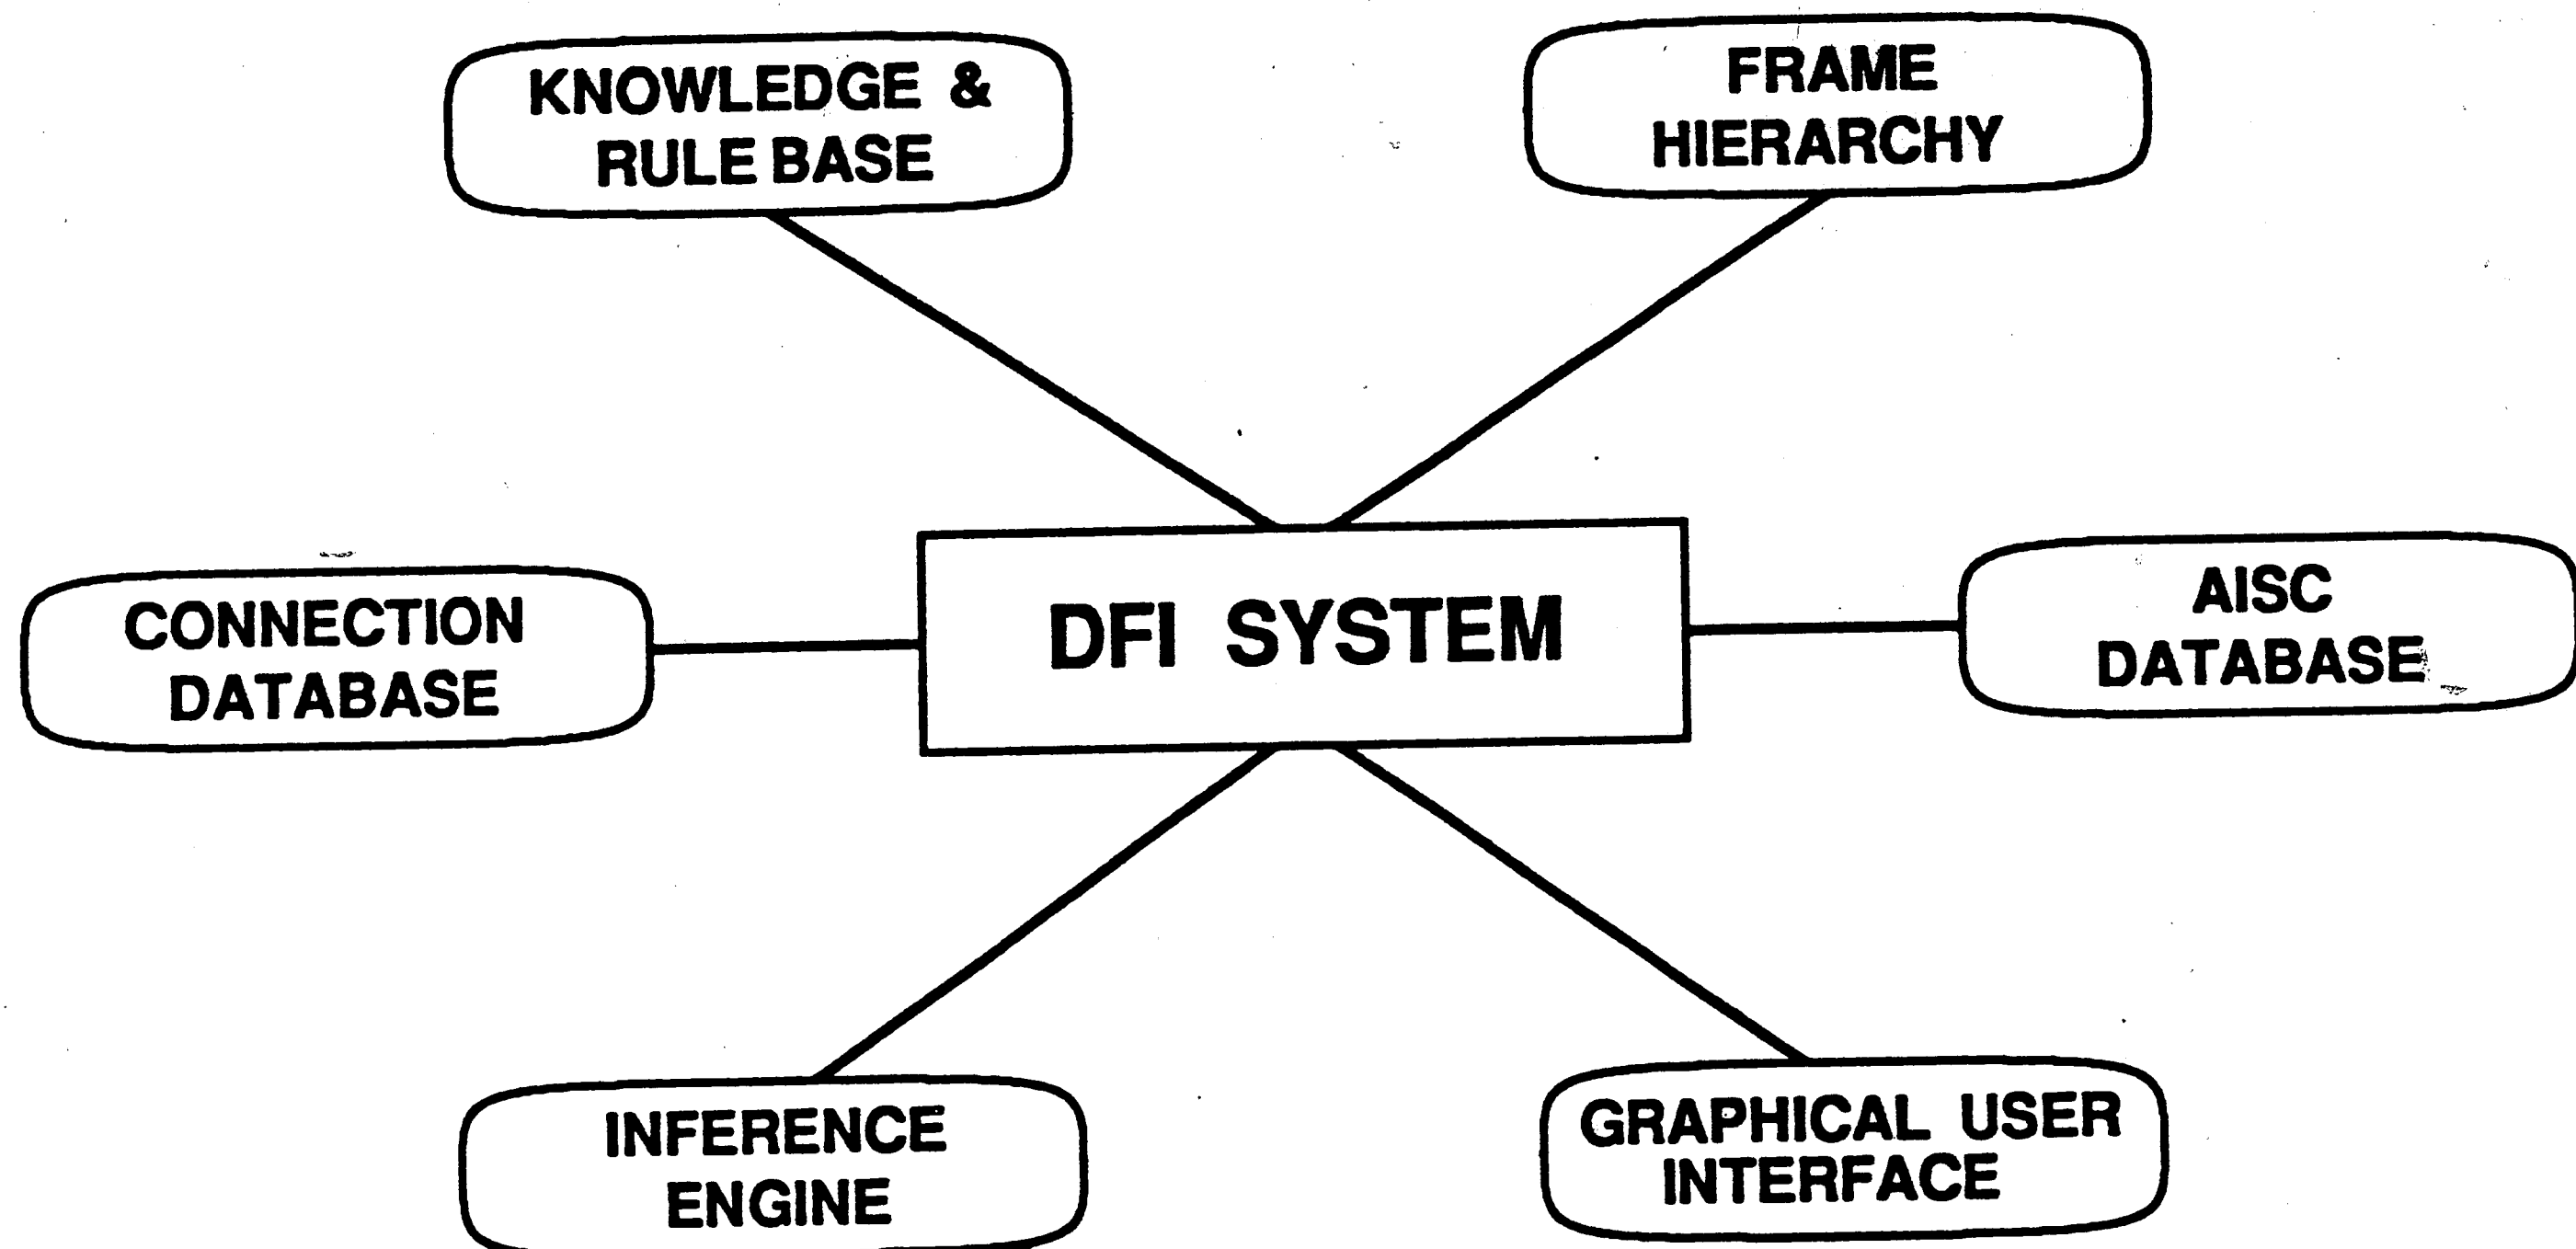 KNOWLEDGE &
RULE BASE
FRAME
HIERARCHY
CONNECTION
DATABASE
DFI SYSTEM
AISC
DATABASE
INFERENCE
ENGINE
GRAPHICAL USER
INTERFACE